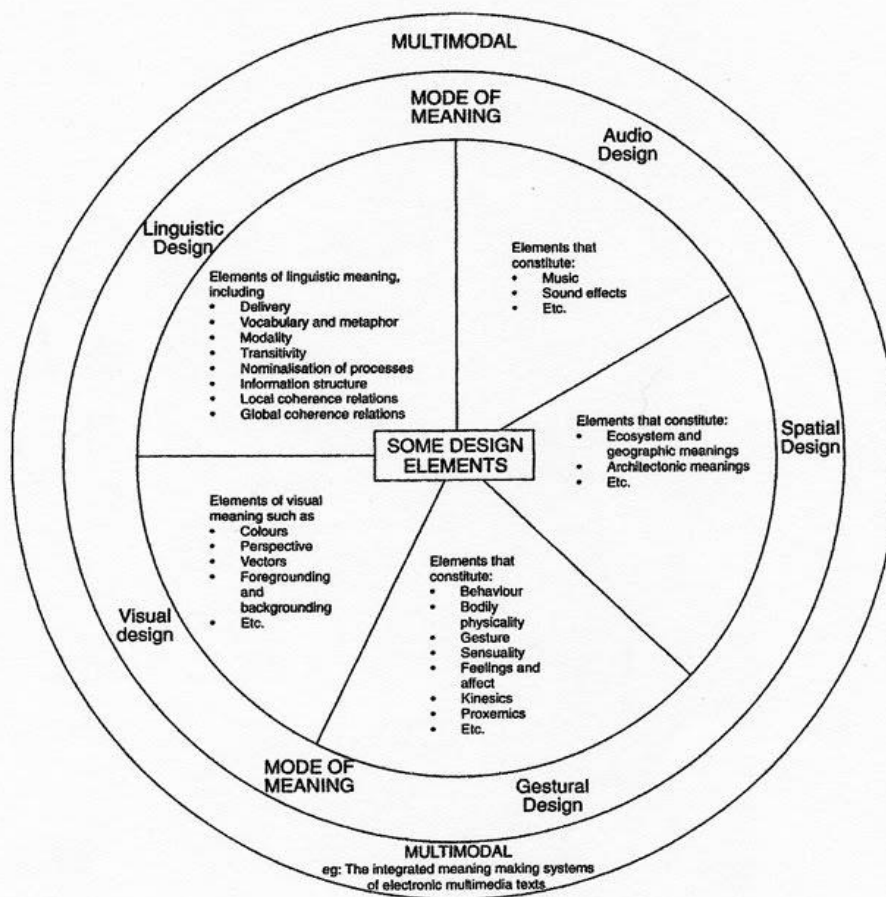 MULTIMODAL
MODE OF
MEANING
Audio
Design
Linguistic
Design
Elements of linguistic meaning,
including
• Delivery
• Vocabulary and metaphor
• Modality
• Transitivity
• Nominalisation of processes
• Information structure
• Local coherence relations
• Global coherence relations
Elements that
constitute:
• Music
• Sound effects
• Etc.
Elements that constitute:
• Ecosystem and
geographic meanings
• Architectonic meanings
• Etc.
Spatial
Design
SOME DESIGN
ELEMENTS
Elements of visual
meaning such as
• Colours
• Perspective
• Vectors
• Foregrounding
and
backgrounding
• Etc.
Visual
design
Elements that
constitute:
• Behaviour
• Bodily
physicality
• Gesture
• Sensuality
• Feelings and
affect
• Kinesics
• Proxemics
• Etc.
MODE OF
MEANING
Gestural
Design
MULTIMODAL
eg: The integrated meaning making systems
of electronic multimedia texts